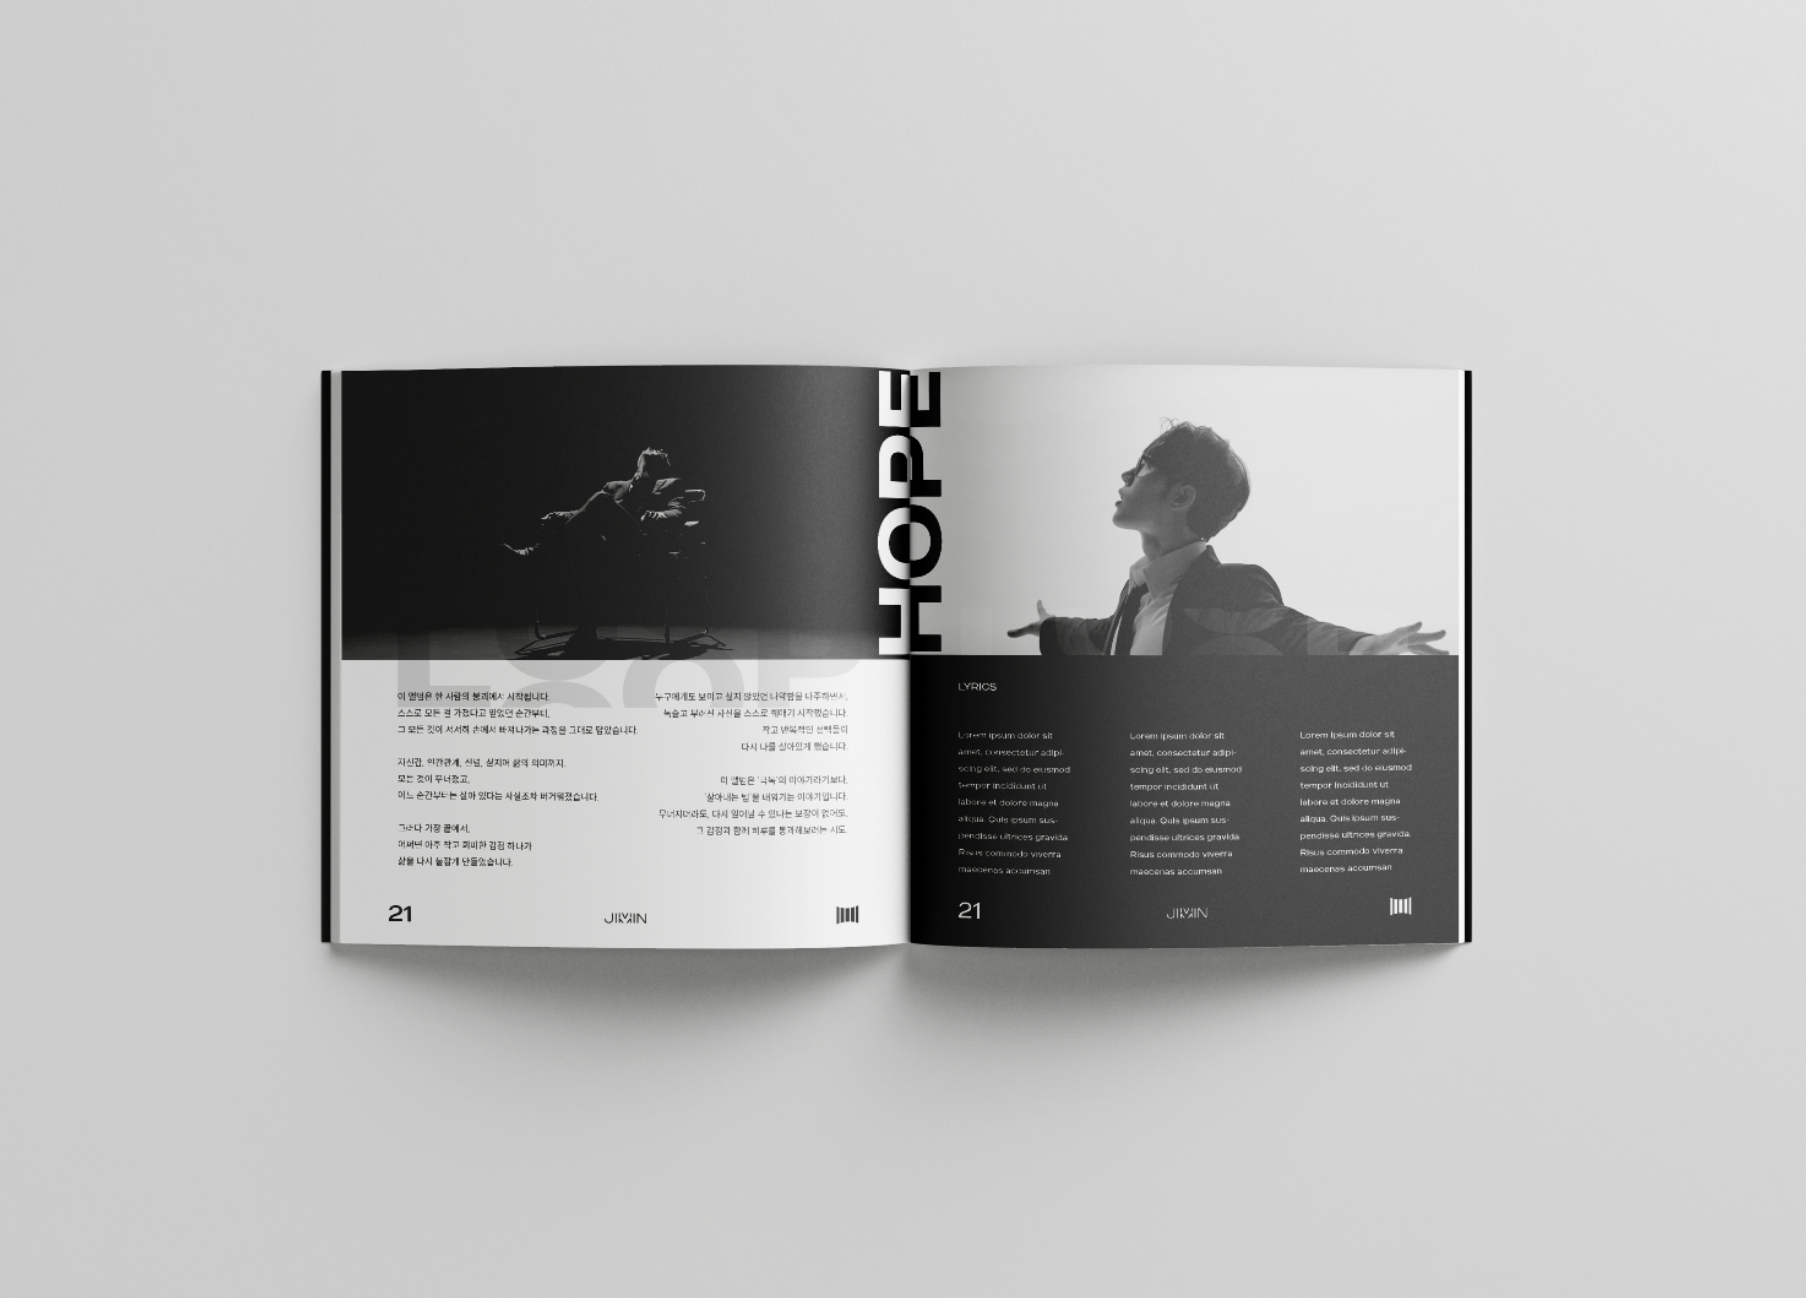 HOPE
이 앨범은 한 사람의 붕괴에서 시작됩니다.
스스로 모든 걸 가졌다고 믿었던 순간부터,
그 모든 것이 서서히 손에서 빠져나가는 과정을 그대로 담았습니다.
자신감, 인간관계, 신념, 심지어 삶의 의미까지.
모든 것이 무너졌고,
어느 순간부터는 살아 있다는 사실조차 버거워졌습니다.
그러다 가장 끝에서,
어쩌면 아주 작고 희미한 감정 하나가
삶을 다시 붙잡게 만들었습니다.
누구에게도 보이고 싶지 않았던 나약함을 마주하면서,
녹슬고 부러진 자신을 스스로 꿰매기 시작했습니다.
작고 반복적인 선택들이
다시 나를 살아있게 했습니다.
이 앨범은 '극복'의 이야기라기보다,
'살아내는 법'을 배워가는 이야기입니다.
무너지더라도, 다시 일어날 수 있다는 보장이 없어도,
그 감정과 함께 하루를 통과해보려는 시도.
21
JIMIN
LYRICS
Lorem ipsum dolor sit
amet, consectetur adipi-
scing elit, sed do eiusmod
tempor incididunt ut
labore et dolore magna
aliqua. Quis ipsum sus-
pendisse ultrices gravida.
Risus commodo viverra
maecenas accumsan
Lorem ipsum dolor sit
amet, consectetur adipi-
scing elit, sed do eiusmod
tempor incididunt ut
labore et dolore magna
aliqua. Quis ipsum sus-
pendisse ultrices gravida.
Risus commodo viverra
maecenas accumsan
Lorem ipsum dolor sit
amet, consectetur adipi-
scing elit, sed do eiusmod
tempor incididunt ut
labore et dolore magna
aliqua. Quis ipsum sus-
pendisse ultrices gravida.
Risus commodo viverra
maecenas accumsan
21
JIMIN